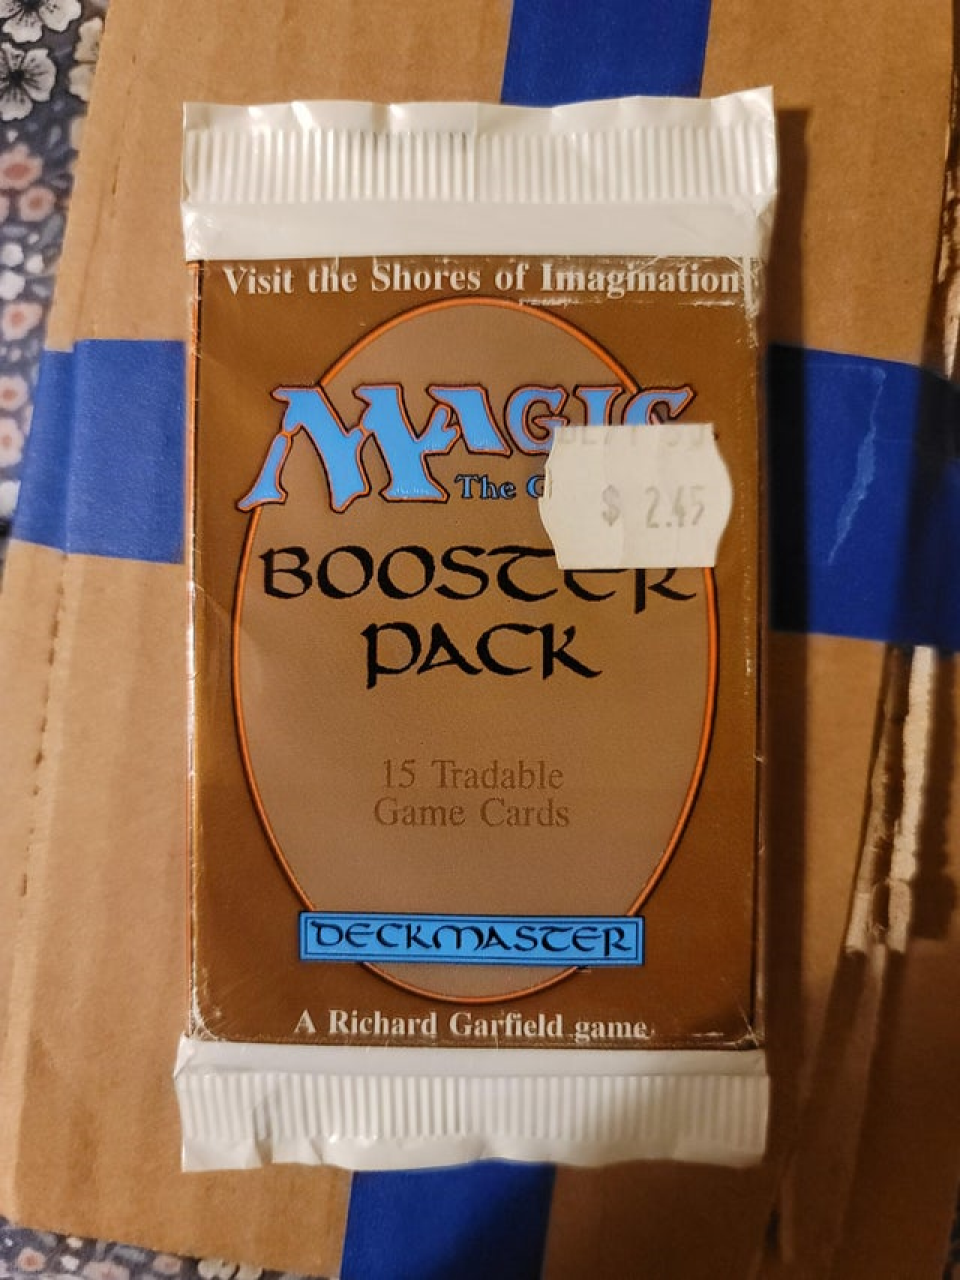 Visit the Shores of Imagination
MAGIC
The G
$ 2.45
BOOSTER
PACK
15 Tradable
Game Cards
DECKMASTER
A Richard Garfield game